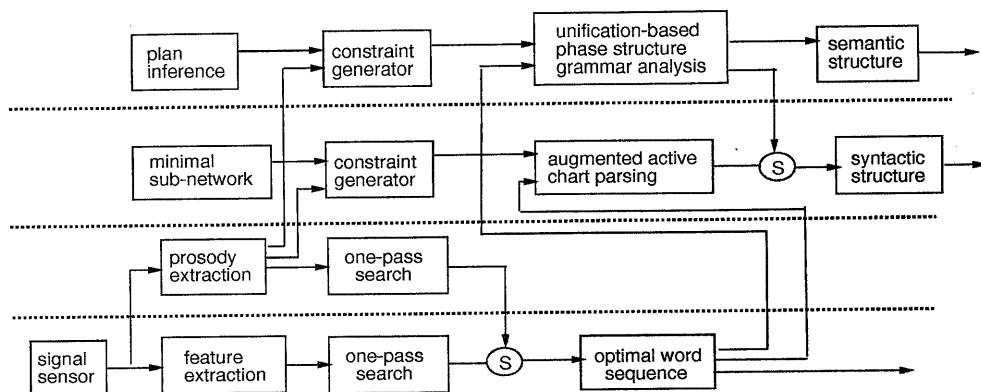 plan
inference
constraint
generator
unification-based
phase structure
grammar analysis
semantic
structure
minimal
sub-network
constraint
generator
augmented active
chart parsing
S
syntactic
structure
prosody
extraction
one-pass
search
signal
sensor
feature
extraction
one-pass
search
S
optimal word
sequence